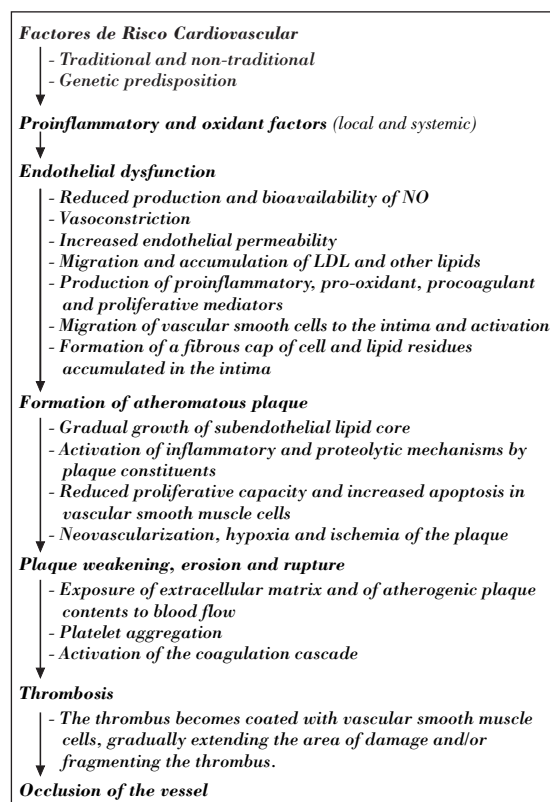 Factores de Risco Cardiovascular
- Traditional and non-traditional
- Genetic predisposition
Proinflammatory and oxidant factors (local and systemic)
Endothelial dysfunction
- Reduced production and bioavailability of NO
- Vasoconstriction
- Increased endothelial permeability
- Migration and accumulation of LDL and other lipids
- Production of proinflammatory, pro-oxidant, procoagulant
and proliferative mediators
- Migration of vascular smooth cells to the intima and activation
- Formation of a fibrous cap of cell and lipid residues
accumulated in the intima
Formation of atheromatous plaque
- Gradual growth of subendothelial lipid core
- Activation of inflammatory and proteolytic mechanisms by
plaque constituents
- Reduced proliferative capacity and increased apoptosis in
vascular smooth muscle cells
- Neovascularization, hypoxia and ischemia of the plaque
Plaque weakening, erosion and rupture
- Exposure of extracellular matrix and of atherogenic plaque
contents to blood flow
- Platelet aggregation
- Activation of the coagulation cascade
Thrombosis
- The thrombus becomes coated with vascular smooth muscle
cells, gradually extending the area of damage and/or
fragmenting the thrombus.
Occlusion of the vessel